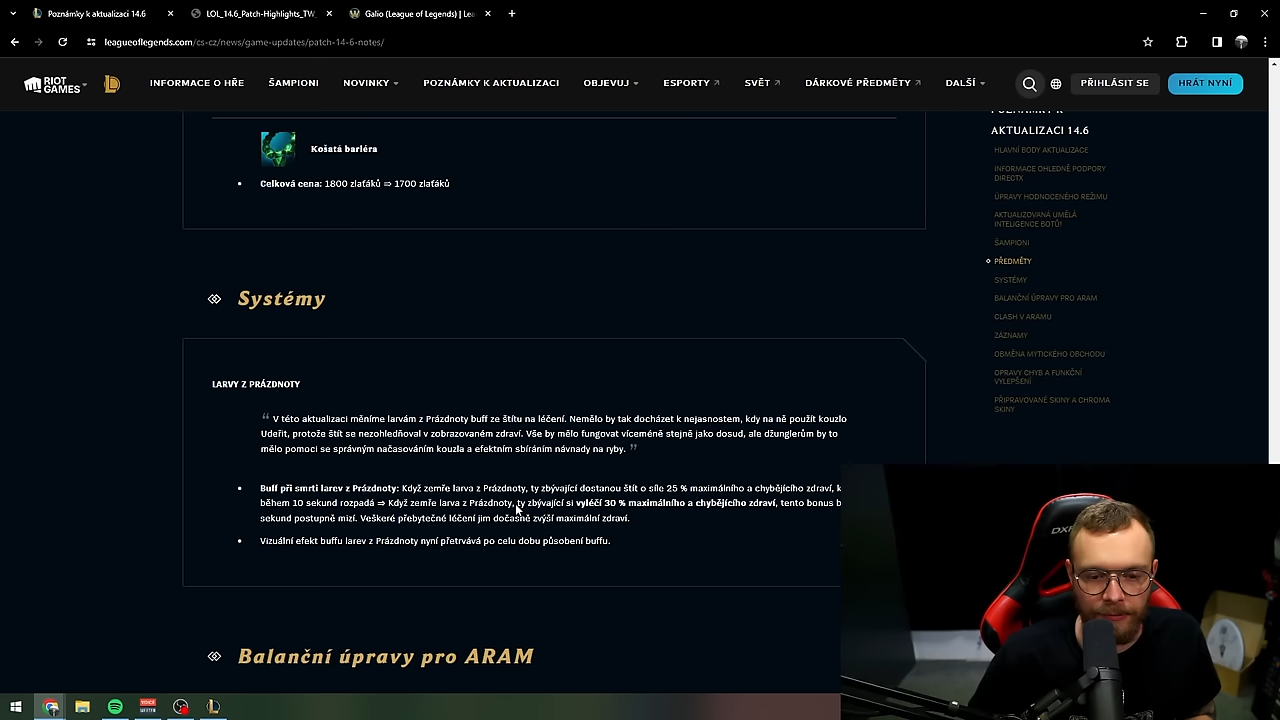 Poznámky k aktualizaci 14.6
LOL_14.6_Patch-Highlights_TW_
Galio (League of Legends) | Lea
leagueoflegends.com/cs-cz/news/game-updates/patch-14-6-notes/
RIOT GAMES
INFORMACE O HŘE
ŠAMPIONI
NOVINKY
POZNÁMKY K AKTUALIZACI
OBJEVUJ
ESPORTY
SVĚT
DÁRKOVÉ PŘEDMĚTY
DALŠÍ
PŘIHLÁSIT SE
HRÁT NYNÍ
Košatá bariéra
Celková cena: 1800 zlaťáků ⇒ 1700 zlaťáků
Systémy
LARVY Z PRÁZDNOTY
“ V této aktualizaci měníme larvám z Prázdnoty buff ze štítu na léčení. Nemělo by tak docházet k nejasnostem, kdy na ně použít kouzlo
Udeřit, protože štít se nezohledňoval v zobrazovaném zdraví. Vše by mělo fungovat víceméně stejně jako dosud, ale džunglerům by to
mělo pomoci se správným načasováním kouzla a efektním sbíráním návnady na ryby. ”
Buff při smrti larev z Prázdnoty: Když zemře larva z Prázdnoty, ty zbývající dostanou štít o síle 25 % maximálního a chybějícího zdraví, k
během 10 sekund rozpadá ⇒ Když zemře larva z Prázdnoty, ty zbývající si vyléčí 30 % maximálního a chybějícího zdraví, tento bonus b
sekund postupně mizí. Veškeré přebytečné léčení jim dočasně zvýší maximální zdraví.
Vizuální efekt buffu larev z Prázdnoty nyní přetrvává po celu dobu působení buffu.
Balanční úpravy pro ARAM
POZNÁMKY K
AKTUALIZACI 14.6
HLAVNÍ BODY AKTUALIZACE
INFORMACE OHLEDNĚ PODPORY
DIRECTX
ÚPRAVY HODNOCENÉHO REŽIMU
AKTUALIZOVANÁ UMĚLÁ
INTELIGENCE BOTŮ!
ŠAMPIONI
PŘEDMĚTY
SYSTÉMY
BALANČNÍ ÚPRAVY PRO ARAM
CLASH V ARAMU
ZÁZNAMY
OBMĚNA MYTICKÉHO OBCHODU
OPRAVY CHYB A FUNKČNÍ
VYLEPŠENÍ
PŘIPRAVOVANÉ SKINY A CHROMA
SKINY